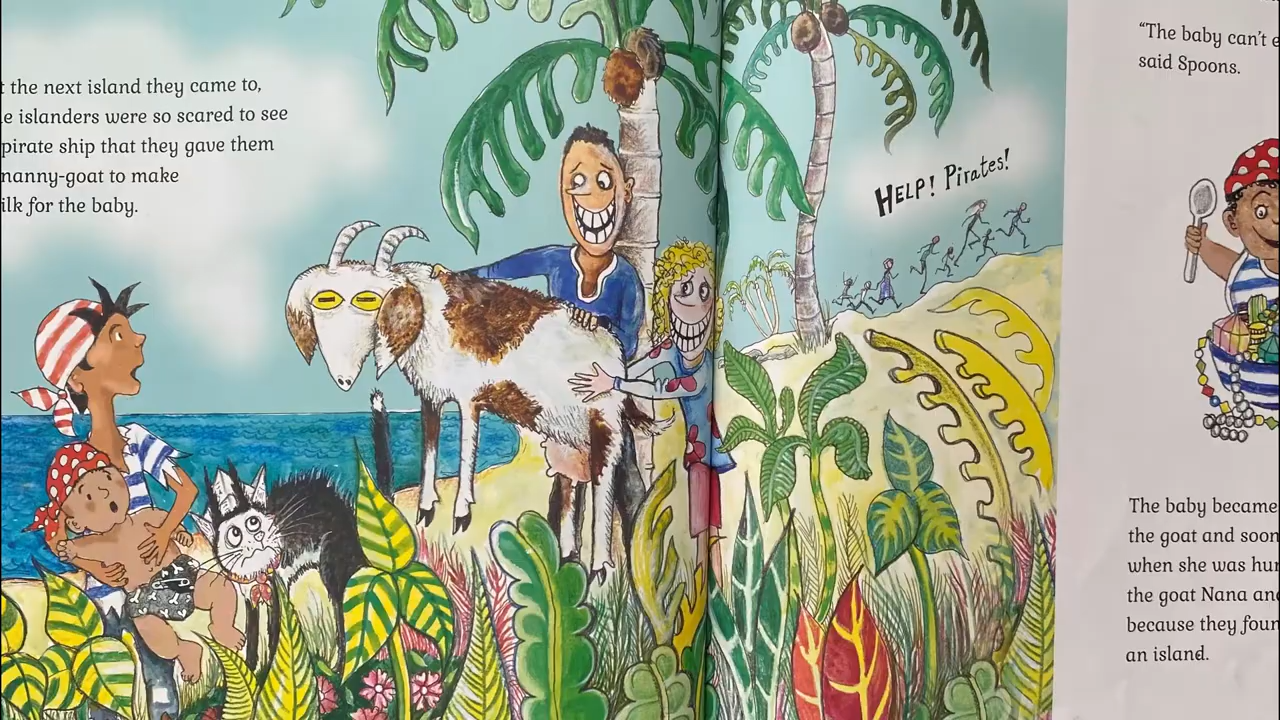 t the next island they came to,
e islanders were so scared to see
pirate ship that they gave them
nanny-goat to make
ilk for the baby.
HELP! Pirates!
"The baby can't e
said Spoons.
The baby became
the goat and soon
when she was hu
the goat Nana an
because they foun
an island.